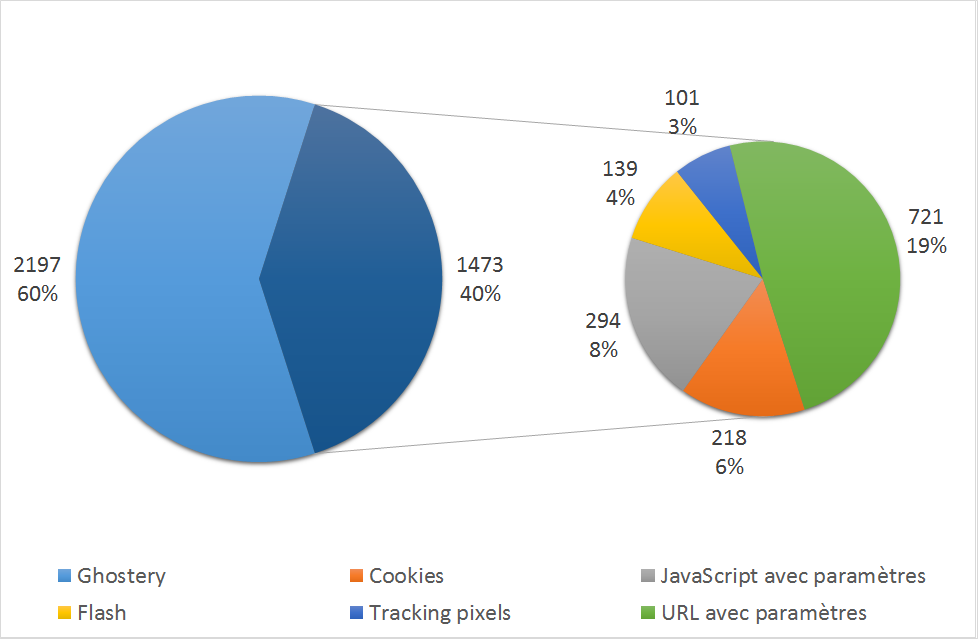 101
3%
139
4%
721
19%
2197
60%
1473
40%
294
8%
218
6%
Ghostery
Cookies
JavaScript avec paramètres
Flash
Tracking pixels
URL avec paramètres